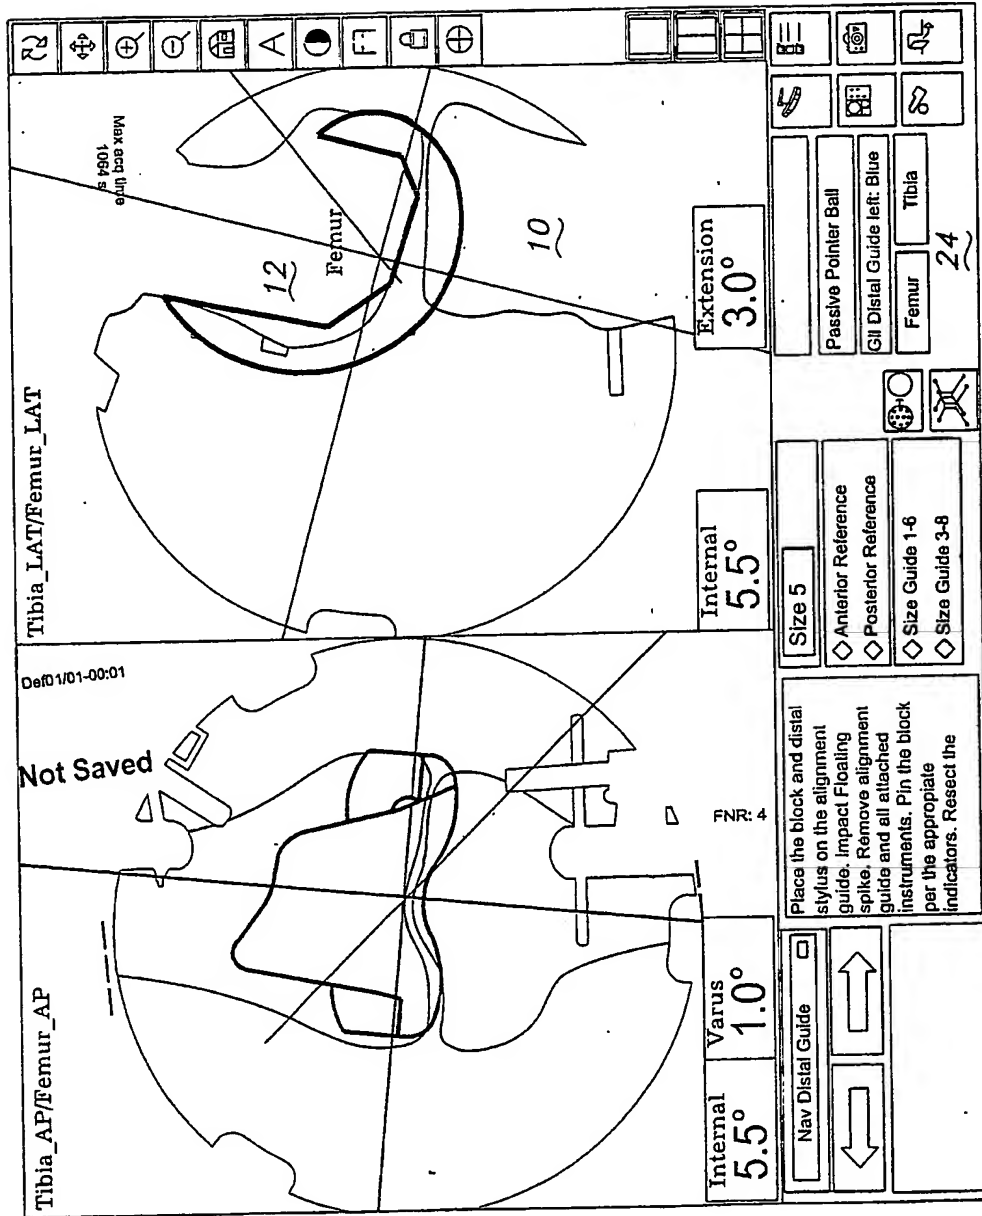 Tibia_AP/Femur_AP
Not Saved
Def01/01-00:01
FNR: 4
Internal
5.5°
Varus
1.0°
Tibia_LAT/Femur_LAT
Max acq time
1064 s
Femur
12
10
Internal
5.5°
Extension
3.0°
A
Nav Distal Guide
Place the block and distal
stylus on the alignment
guide. Impact Floating
spike. Remove alignment
guide and all attached
instruments. Pin the block
per the appropiate
indicators. Resect the
Size 5
Anterior Reference
Posterior Reference
Size Guide 1-6
Size Guide 3-8
Passive Pointer Ball
GII Distal Guide left: Blue
Femur
Tibia
24